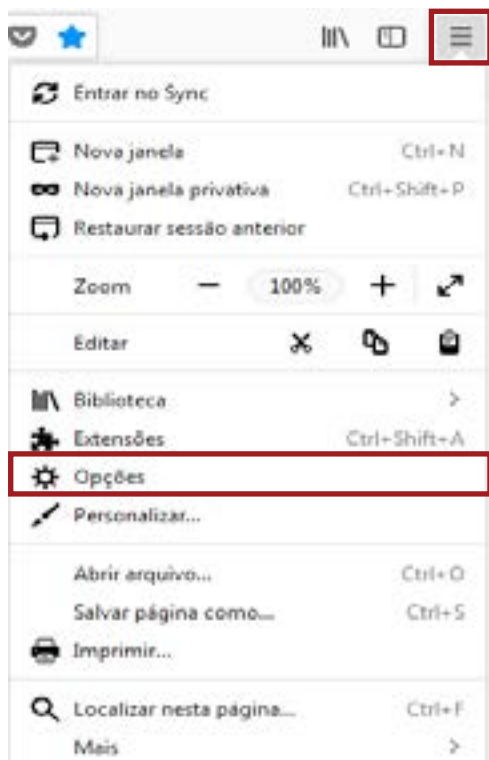 Entrar no Sync
Nova janela Ctrl+N
Nova janela privativa Ctrl+Shift+P
Restaurar sessão anterior
Zoom 100%
Editar
Biblioteca
Extensões Ctrl+Shift+A
Opções
Personalizar...
Abrir arquivo... Ctrl+O
Salvar página como... Ctrl+S
Imprimir...
Localizar nesta página... Ctrl+F
Mais